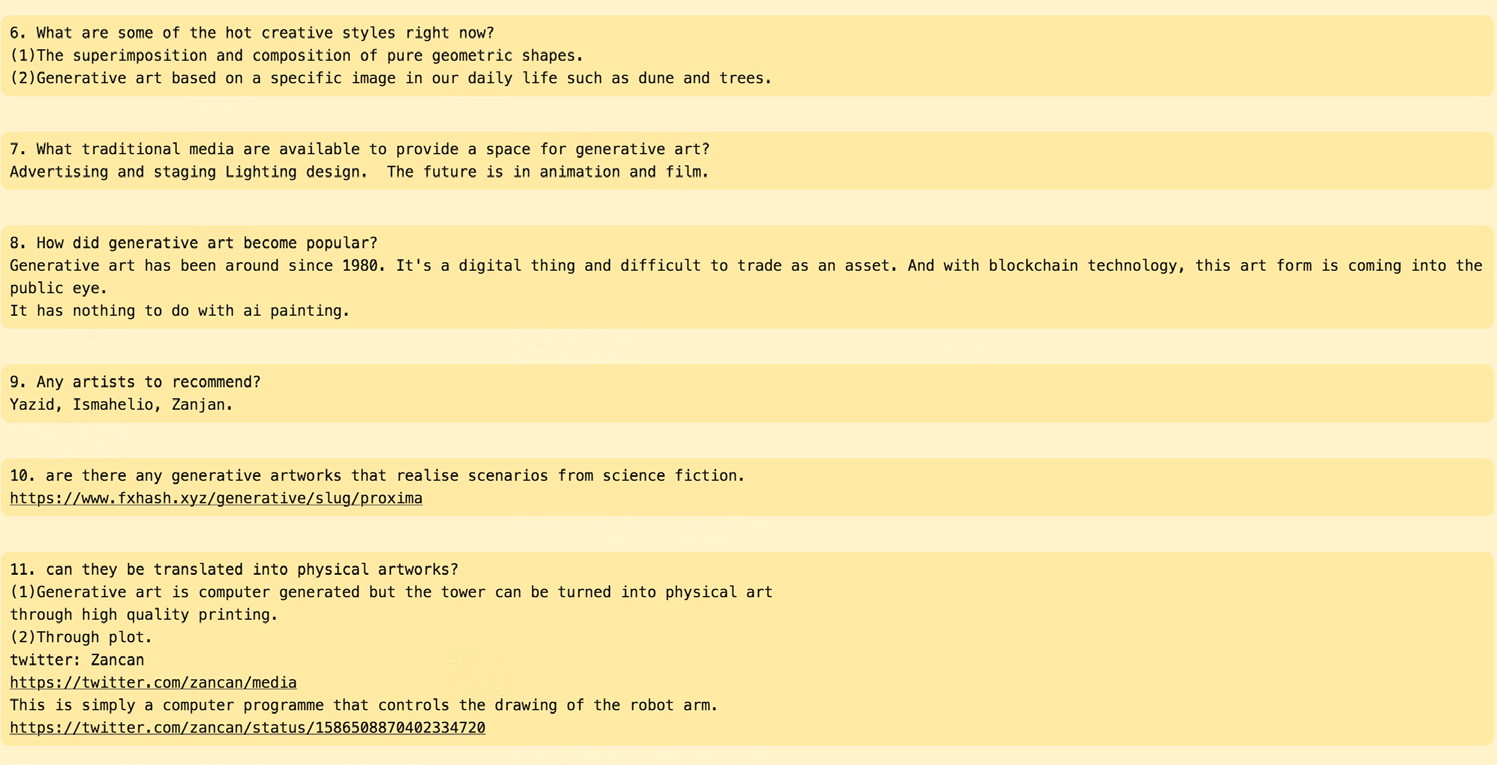 6. What are some of the hot creative styles right now?
(1)The superimposition and composition of pure geometric shapes.
(2)Generative art based on a specific image in our daily life such as dune and trees.
7. What traditional media are available to provide a space for generative art?
Advertising and staging Lighting design.  The future is in animation and film.
8. How did generative art become popular?
Generative art has been around since 1980. It's a digital thing and difficult to trade as an asset. And with blockchain technology, this art form is coming into the
public eye.
It has nothing to do with ai painting.
9. Any artists to recommend?
Yazid, Ismahelio, Zanjan.
10. are there any generative artworks that realise scenarios from science fiction.
https://www.fxhash.xyz/generative/slug/proxima
11. can they be translated into physical artworks?
(1)Generative art is computer generated but the tower can be turned into physical art
through high quality printing.
(2)Through plot.
twitter: Zancan
https://twitter.com/zancan/media
This is simply a computer programme that controls the drawing of the robot arm.
https://twitter.com/zancan/status/1586508870402334720